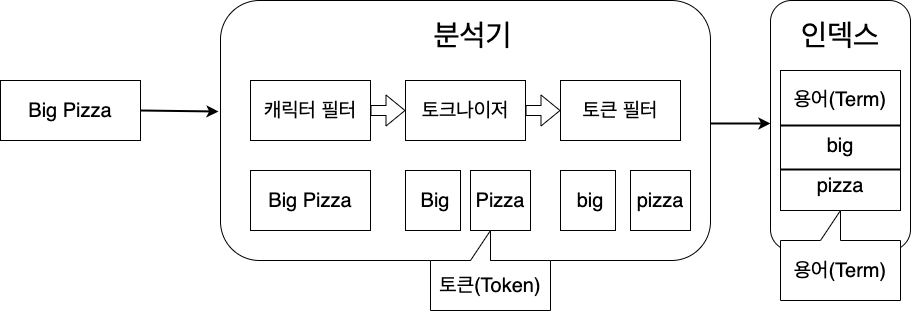 Big Pizza
분석기
캐릭터 필터
토크나이저
토큰 필터
Big Pizza
Big
Pizza
big
pizza
토큰(Token)
인덱스
용어(Term)
big
pizza
용어(Term)